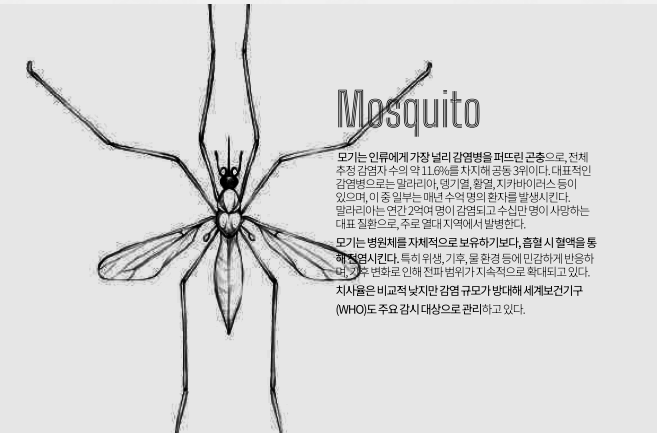 Mosquito
모기는 인류에게 가장 널리 감염병을 퍼뜨린 곤충으로, 전체
추정 감염자 수의 약 11.6%를 차지해 공동 3위이다. 대표적인
감염병으로는 말라리아, 뎅기열, 황열, 지카바이러스 등이
있으며, 이 중 일부는 매년 수억 명의 환자를 발생시킨다.
말라리아는 연간 2억여 명이 감염되고 수십만 명이 사망하는
대표 질환으로, 주로 열대 지역에서 발병한다.
모기는 병원체를 자체적으로 보유하기보다, 흡혈 시 혈액을 통
해 전염시킨다. 특히 위생, 기후, 물 환경 등에 민감하게 반응하
며, 기후 변화로 인해 전파 범위가 지속적으로 확대되고 있다.
치사율은 비교적 낮지만 감염 규모가 방대해 세계보건기구
(WHO)도 주요 감시 대상으로 관리하고 있다.